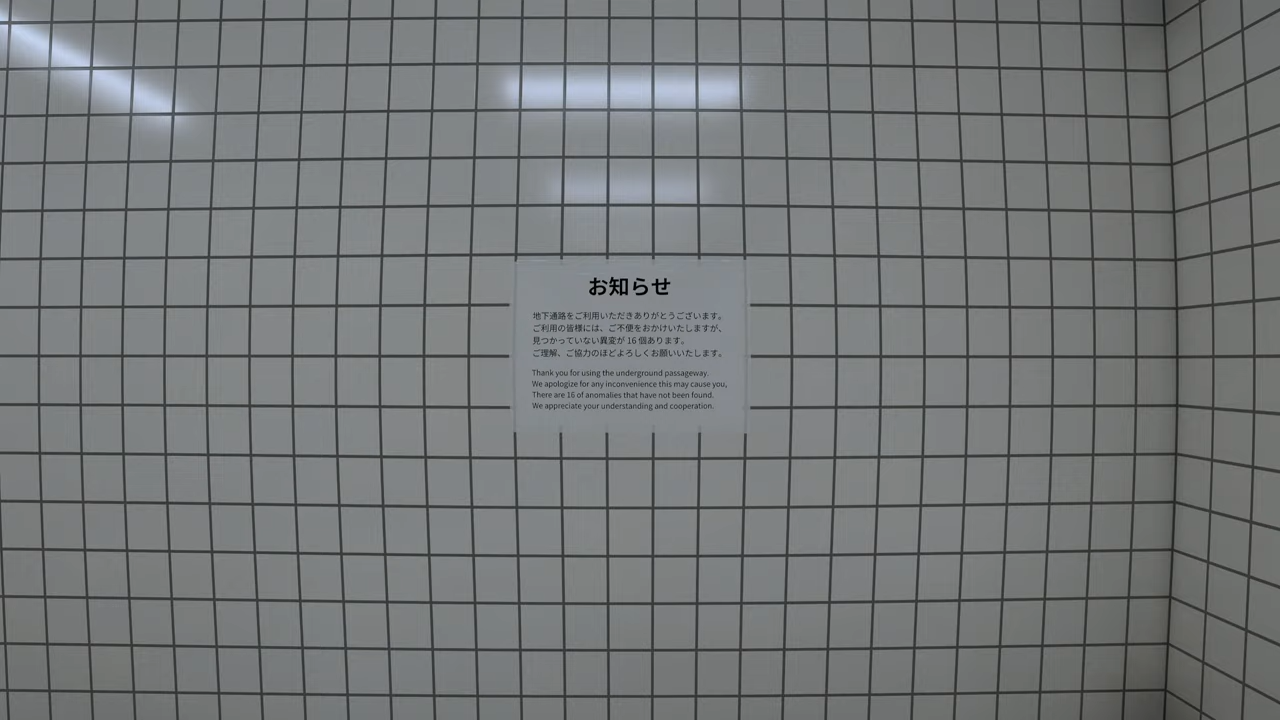 お知らせ
地下通路をご利用いただきありがとうございます。
ご利用の皆様には、ご不便をおかけいたしますが、
見つかっていない異変が 16 個あります。
ご理解、ご協力のほどよろしくお願いいたします。
Thank you for using the underground passageway.
We apologize for any inconvenience this may cause you,
There are 16 of anomalies that have not been found.
We appreciate your understanding and cooperation.